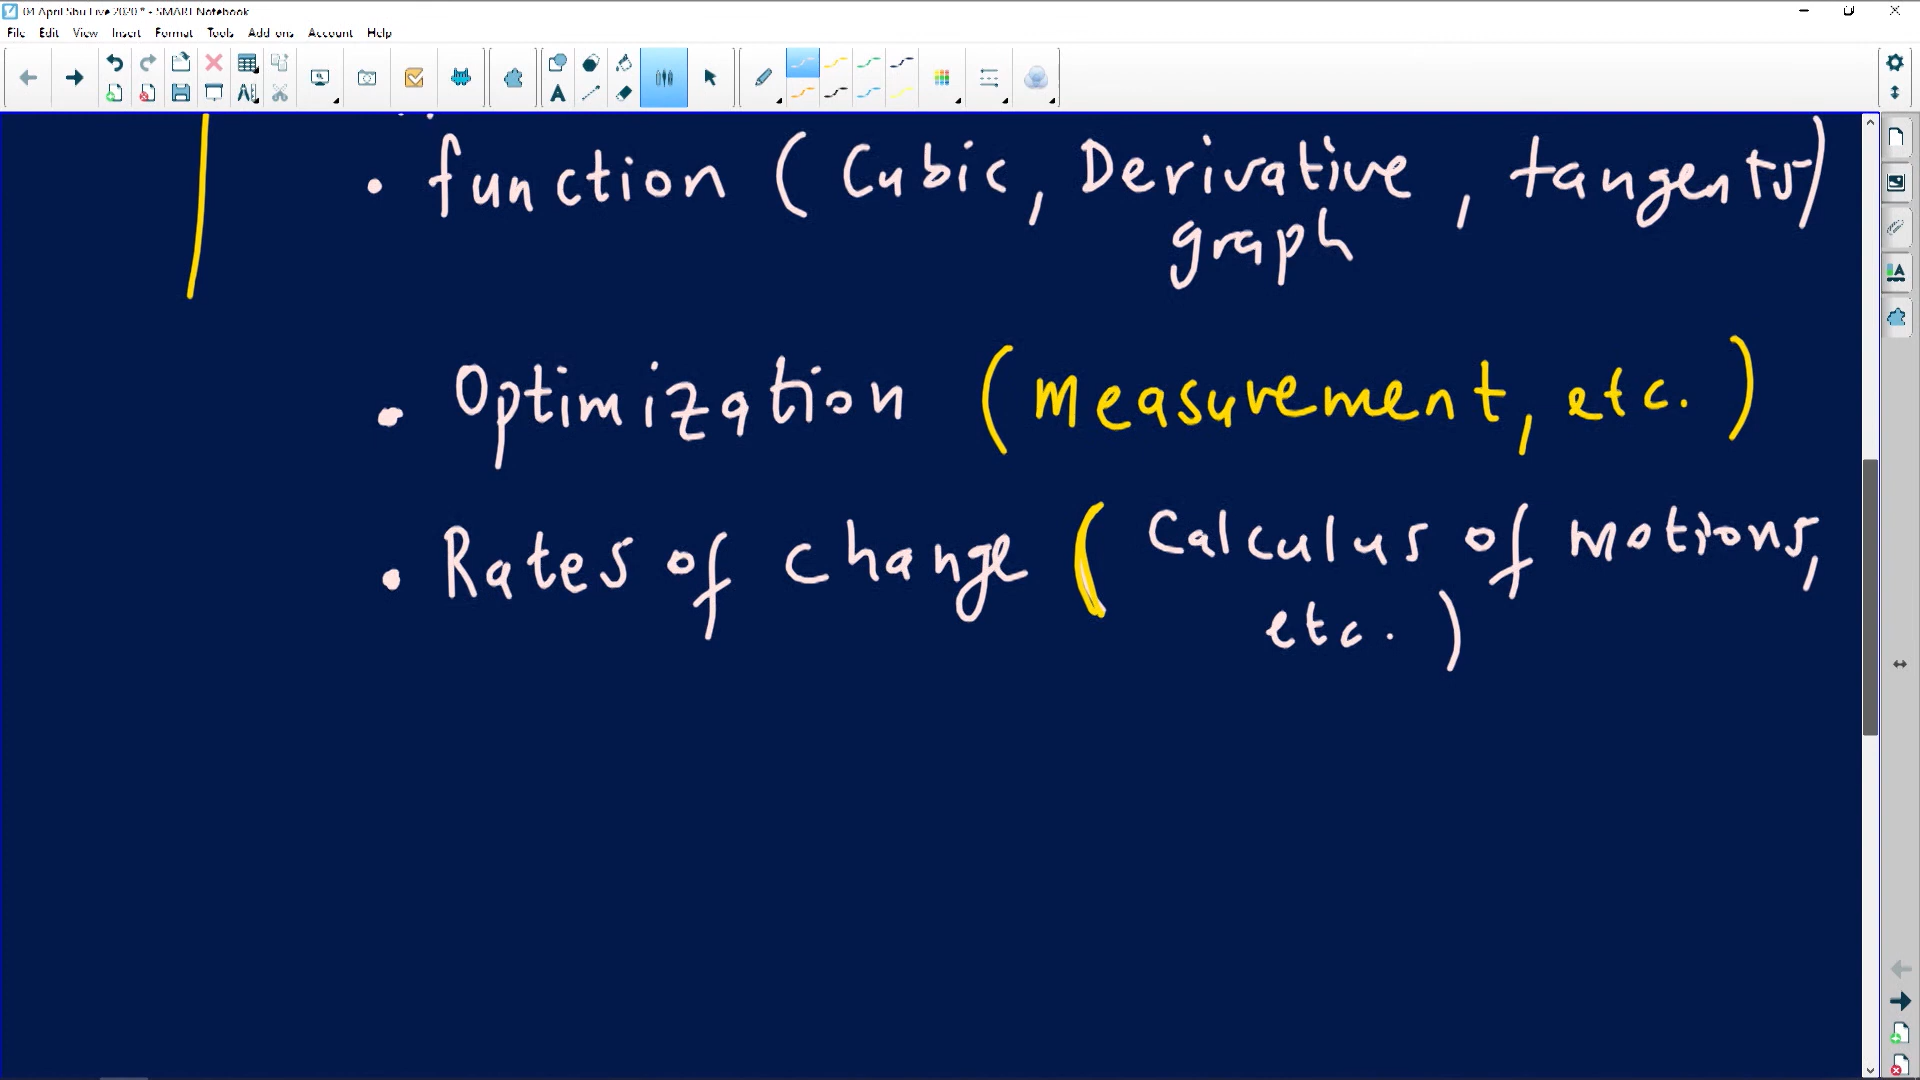 04 April Shu Live 2020 * - SMART Notebook
File Edit View Insert Format Tools Add-ons Account Help
• function (Cubic, Derivative, tangents)
graph
• Optimization (measurement, etc.)
• Rates of change (Calculus of motions,
etc.)